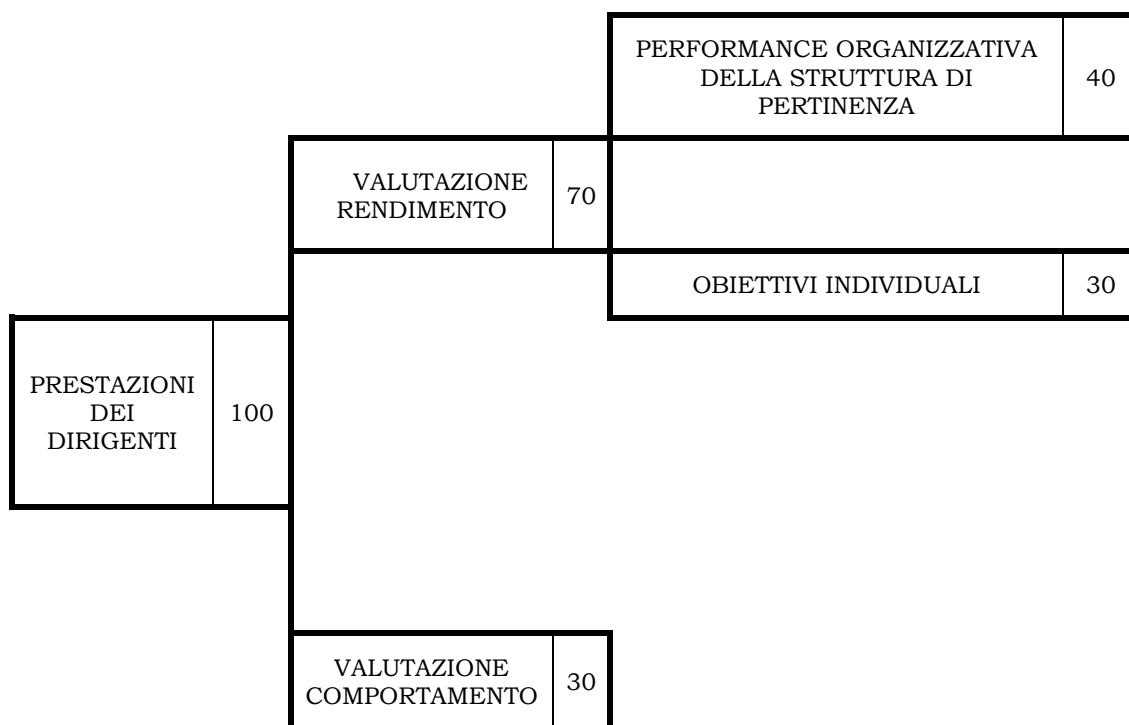 PERFORMANCE ORGANIZZATIVA
DELLA STRUTTURA DI
PERTINENZA
40
VALUTAZIONE
RENDIMENTO
70
OBIETTIVI INDIVIDUALI
30
PRESTAZIONI
DEI
DIRIGENTI
100
VALUTAZIONE
COMPORTAMENTO
30